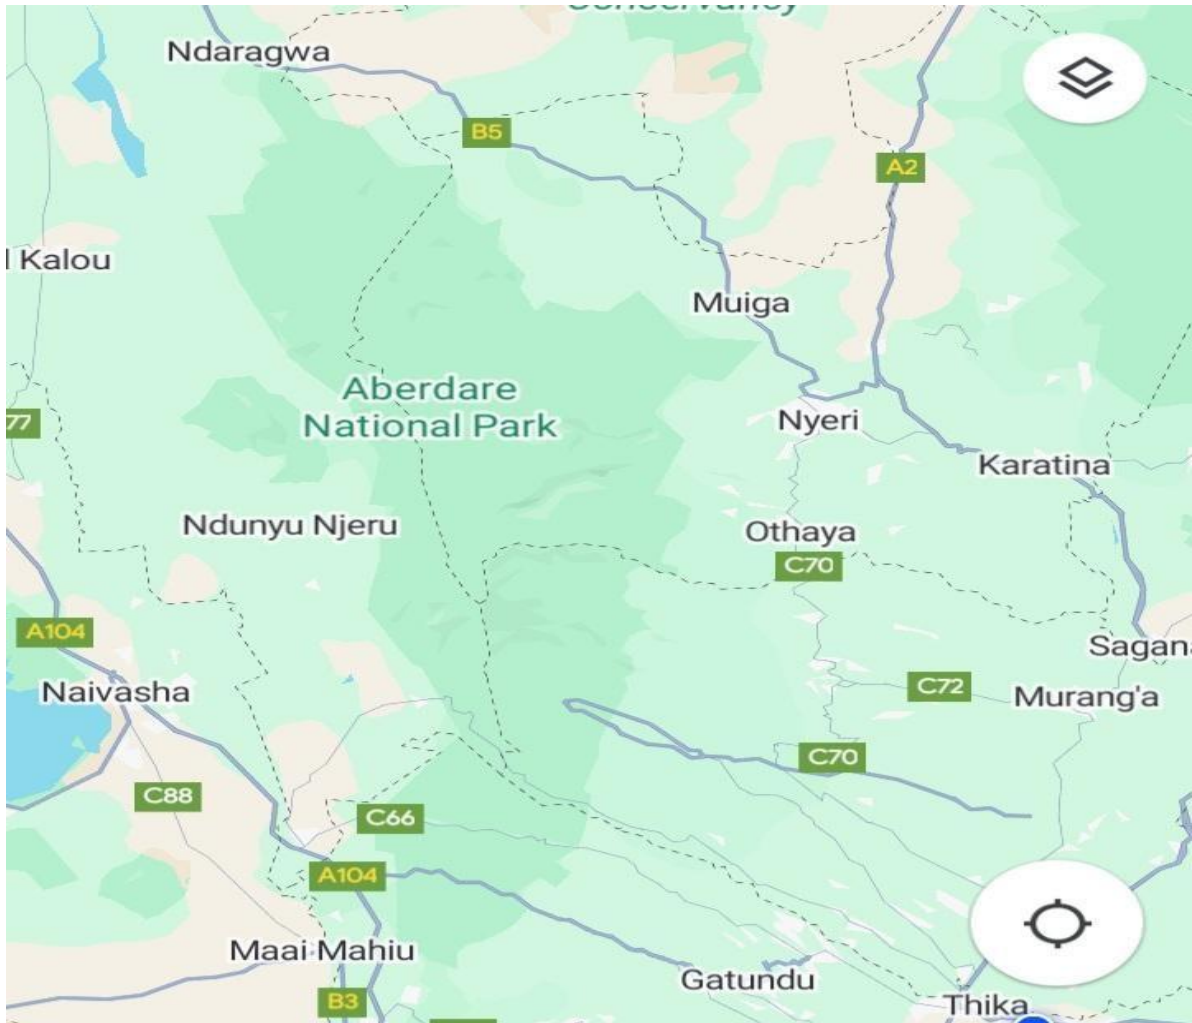 Conservancy
Ndaragwa
B5
A2
l Kalou
Muiga
Aberdare
National Park
77
Nyeri
Karatina
Ndunyu Njeru
Othaya
C70
A104
Sagana
Naivasha
C72
Murang'a
C70
C88
C66
A104
Maai Mahiu
Gatundu
B3
Thika